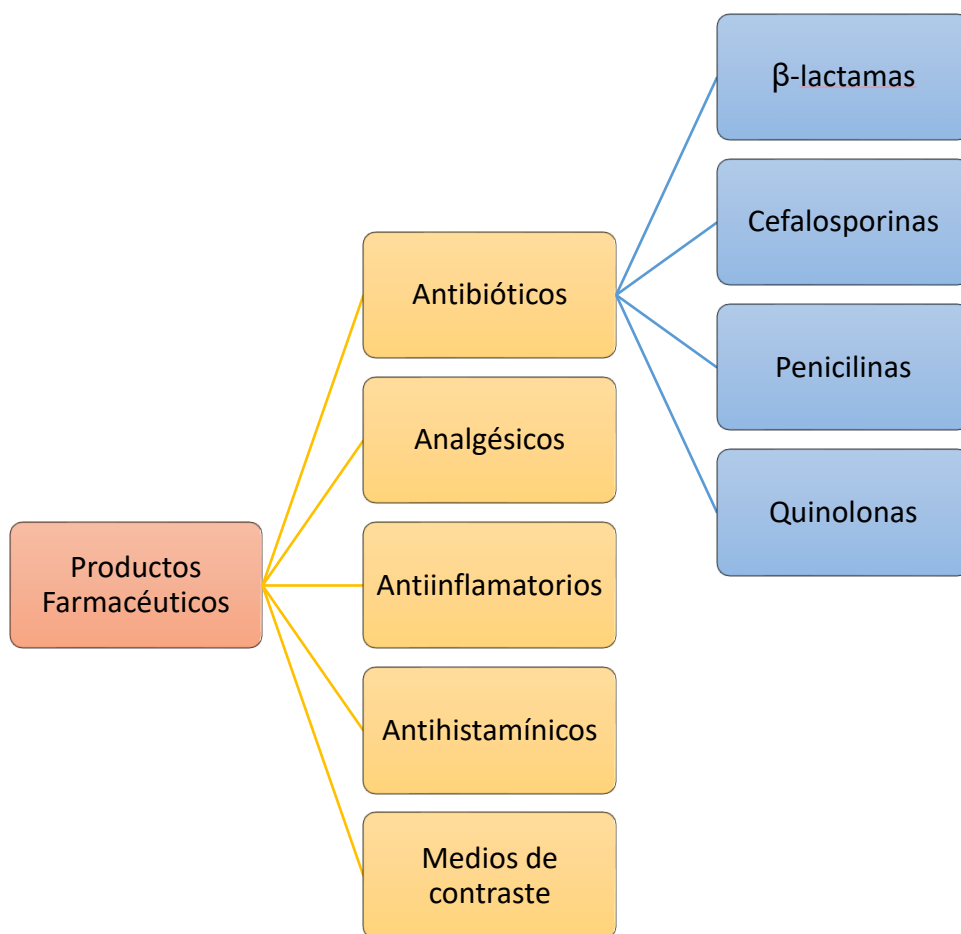 Productos
Farmacéuticos
Antibióticos
Analgésicos
Antiinflamatorios
Antihistamínicos
Medios de
contraste
β-lactamas
Cefalosporinas
Penicilinas
Quinolonas